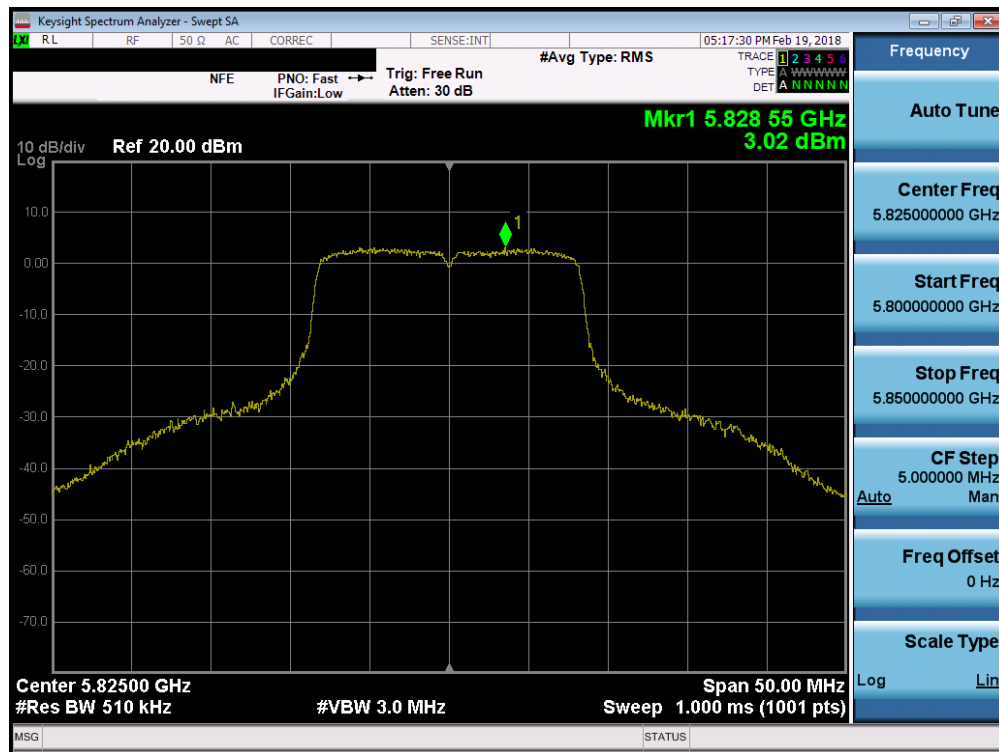 Keysight Spectrum Analyzer - Swept SA
LXI RL RF 50 Ω AC CORREC SENSE:INT 05:17:30 PM Feb 19, 2018
#Avg Type: RMS TRACE 1 2 3 4 5 6
TYPE A WWWWW
DET A N N N N N
NFE PNO: Fast Trig: Free Run
IFGain:Low Atten: 30 dB
Mkr1 5.828 55 GHz
3.02 dBm
10 dB/div Ref 20.00 dBm
Log
10.0
0.00
-10.0
-20.0
-30.0
-40.0
-50.0
-60.0
-70.0
1
Center 5.82500 GHz Span 50.00 MHz
#Res BW 510 kHz #VBW 3.0 MHz Sweep 1.000 ms (1001 pts)
MSG STATUS
Frequency
Auto Tune
Center Freq
5.825000000 GHz
Start Freq
5.800000000 GHz
Stop Freq
5.850000000 GHz
CF Step
5.000000 MHz
Auto Man
Freq Offset
0 Hz
Scale Type
Log Lin